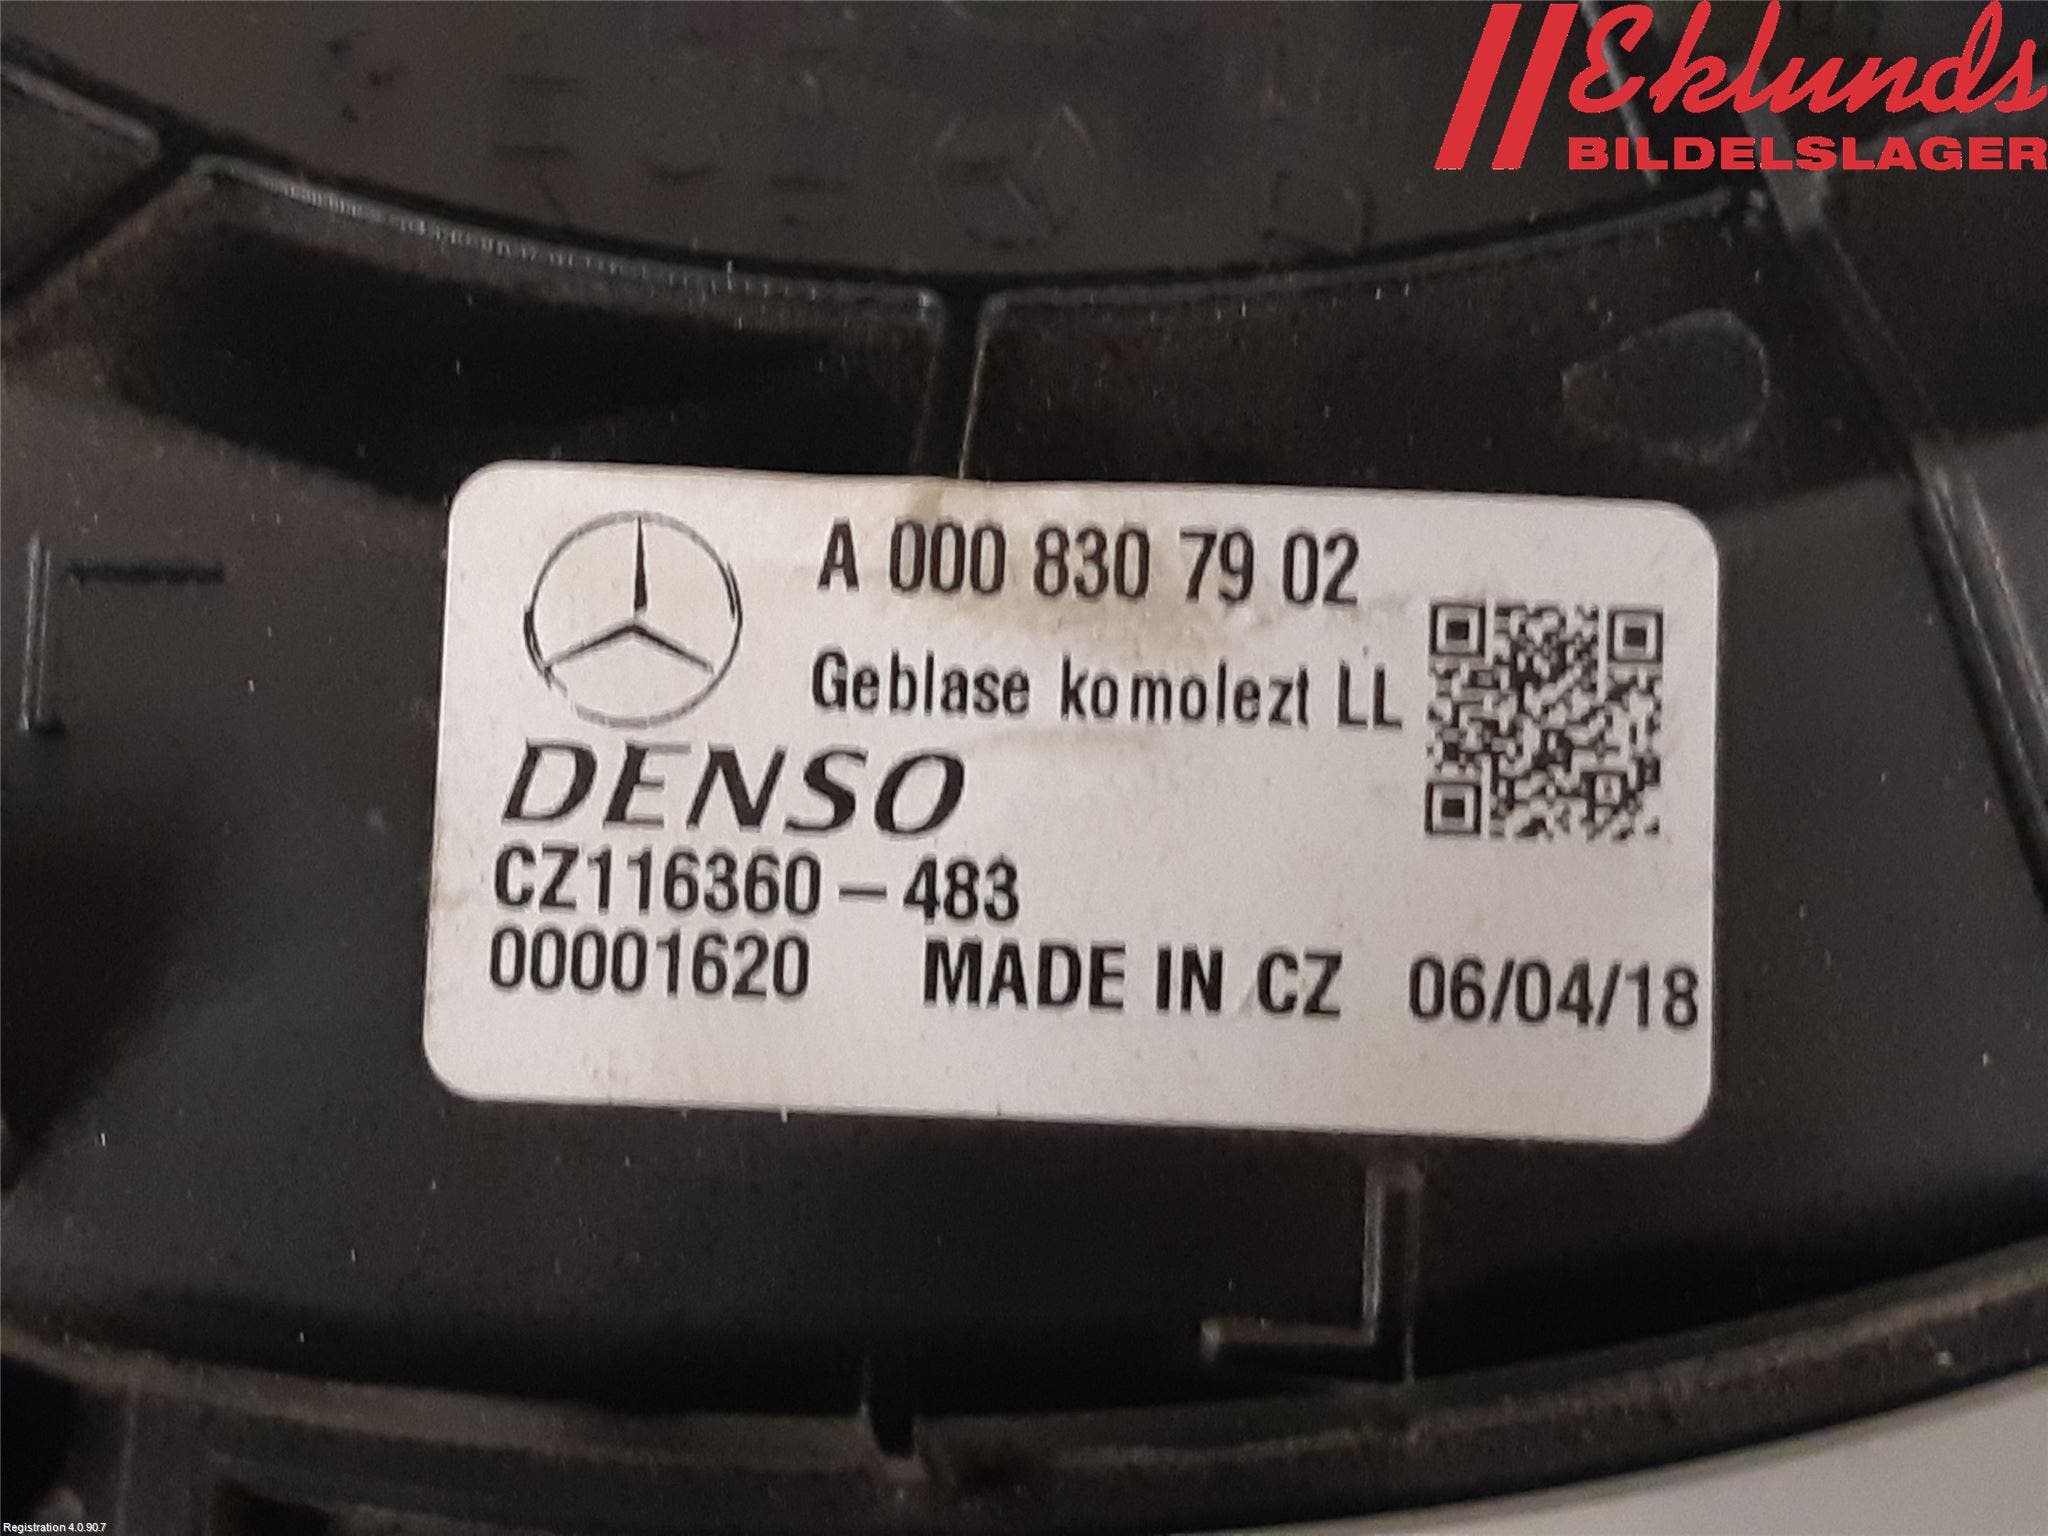 Eklunds
BILDELSLAGER
A 000 830 79 02
Geblase komolezt LL
DENSO
CZ116360-483
00001620 MADE IN CZ 06/04/18
Registration 4.0.90.7